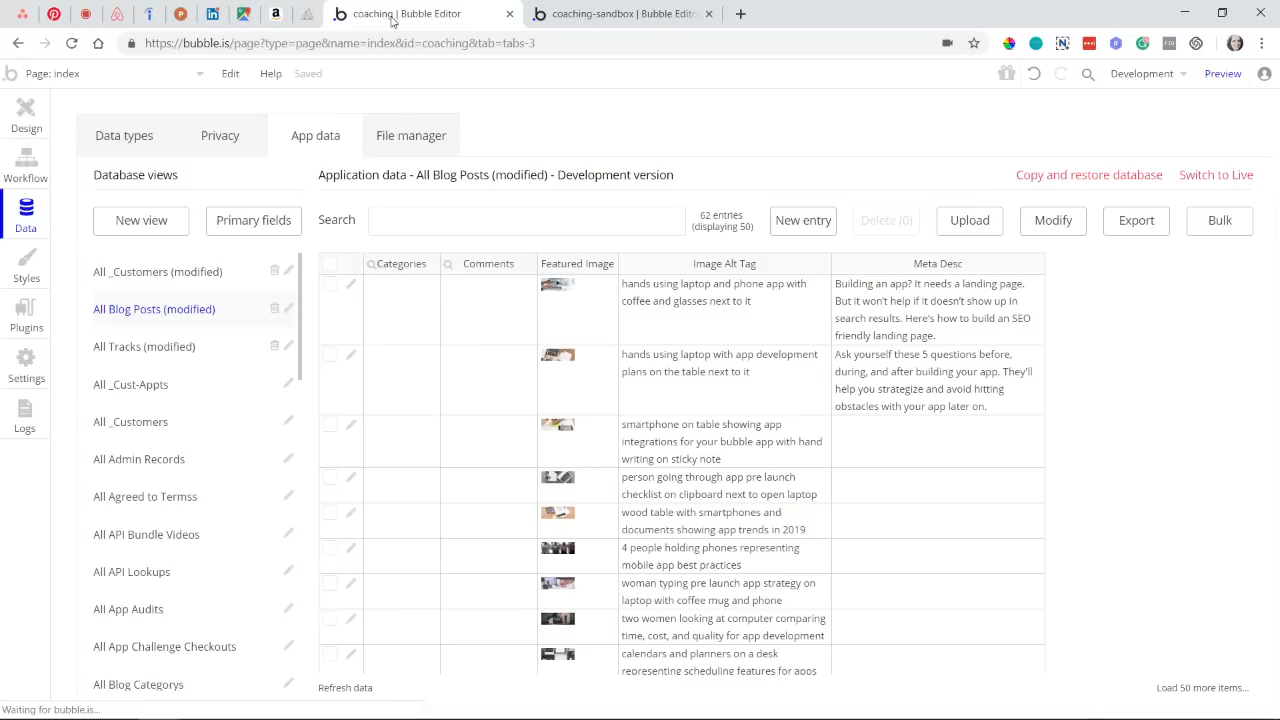 coaching | Bubble Editor
coaching-sandbox | Bubble Edito
https://bubble.is/page?type=page&name=index&id=coaching&tab=tabs-3
Page: index
Edit
Help
Saved
Development
Preview
Design
Workflow
Data
Styles
Plugins
Settings
Logs
Data types
Privacy
App data
File manager
Database views
Application data - All Blog Posts (modified) - Development version
Copy and restore database
Switch to Live
New view
Primary fields
Search
62 entries
(displaying 50)
New entry
Delete (0)
Upload
Modify
Export
Bulk
All _Customers (modified)
All Blog Posts (modified)
All Tracks (modified)
All _Cust-Appts
All _Customers
All Admin Records
All Agreed to Termss
All API Bundle Videos
All API Lookups
All App Audits
All App Challenge Checkouts
All Blog Categorys
Categories
Comments
Featured Image
Image Alt Tag
Meta Desc
hands using laptop and phone app with
coffee and glasses next to it
Building an app? It needs a landing page.
But it won't help if it doesn't show up in
search results. Here's how to build an SEO
friendly landing page.
hands using laptop with app development
plans on the table next to it
Ask yourself these 5 questions before,
during, and after building your app. They'll
help you strategize and avoid hitting
obstacles with your app later on.
smartphone on table showing app
integrations for your bubble app with hand
writing on sticky note
person going through app pre launch
checklist on clipboard next to open laptop
wood table with smartphones and
documents showing app trends in 2019
4 people holding phones representing
mobile app best practices
woman typing pre launch app strategy on
laptop with coffee mug and phone
two women looking at computer comparing
time, cost, and quality for app development
calendars and planners on a desk
representing scheduling features for apps
Refresh data
Load 50 more items...
Waiting for bubble.is...